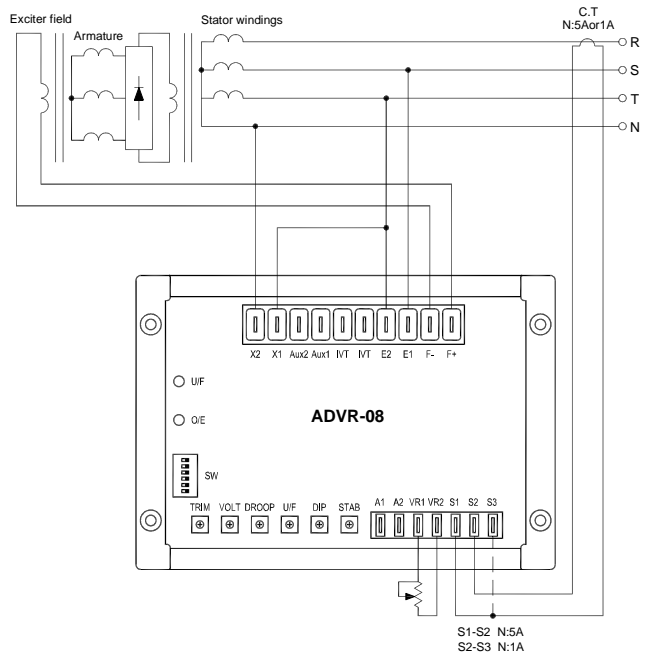 Exciter field
Armature
Stator windings
C.T
N:5Aor1A
R
S
T
N
X2 X1 Aux2 Aux1 IVT IVT E2 E1 F- F+
U/F
O/E
ADVR-08
SW
TRIM VOLT DROOP U/F DIP STAB
A1 A2 VR1 VR2 S1 S2 S3
S1-S2 N:5A
S2-S3 N:1A